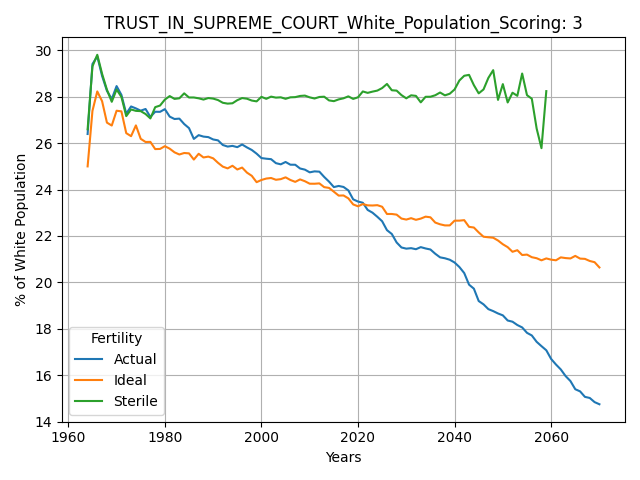 TRUST_IN_SUPREME_COURT_White_Population_Scoring: 3
% of White Population
30
28
26
24
22
20
18
16
14
Fertility
Actual
Ideal
Sterile
1960 1980 2000 2020 2040 2060
Years